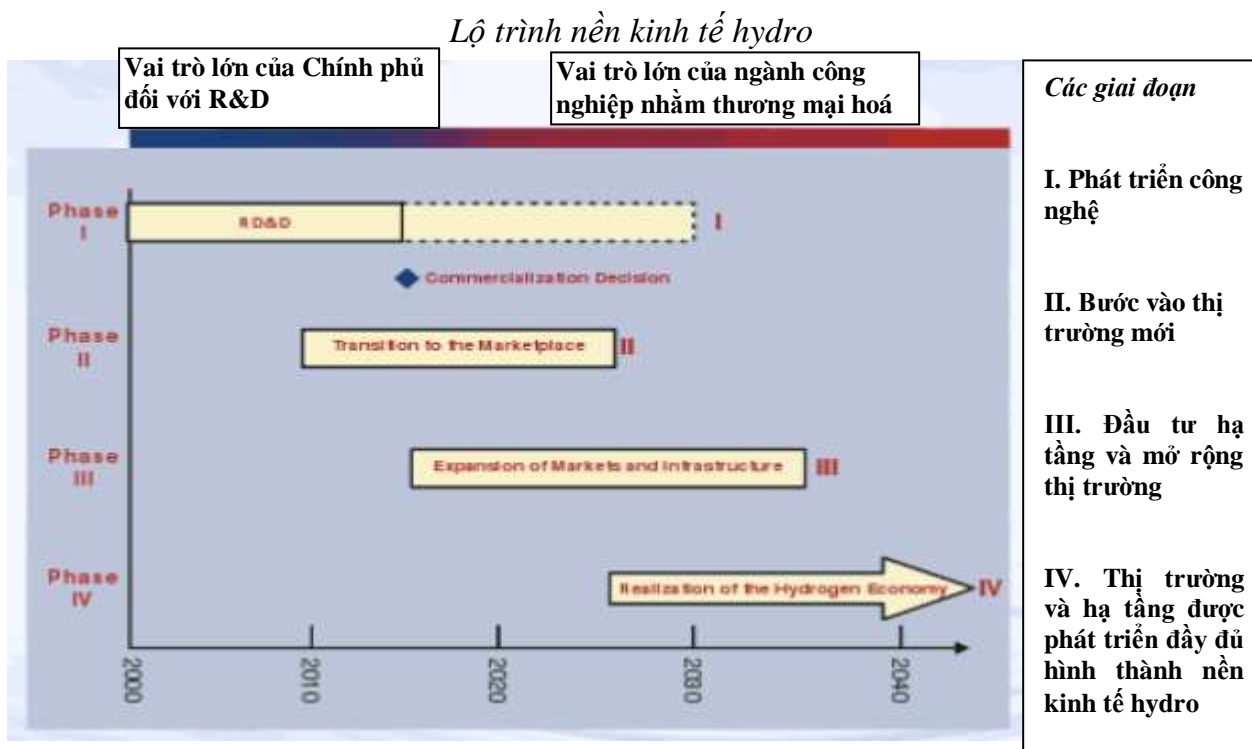 Lộ trình nền kinh tế hydro
Vai trò lớn của Chính phủ
đối với R&D
Vai trò lớn của ngành công
nghiệp nhằm thương mại hoá
Phase
I
RD&D
I
Commercialization Decision
Phase
II
Transition to the Marketplace
II
Phase
III
Expansion of Markets and Infrastructure
III
Phase
IV
Realization of the Hydrogen Economy
IV
2000
2010
2020
2030
2040
Các giai đoạn
I. Phát triển công
nghệ
II. Bước vào thị
trường mới
III. Đầu tư hạ
tầng và mở rộng
thị trường
IV. Thị trường
và hạ tầng được
phát triển đầy đủ
hình thành nền
kinh tế hydro